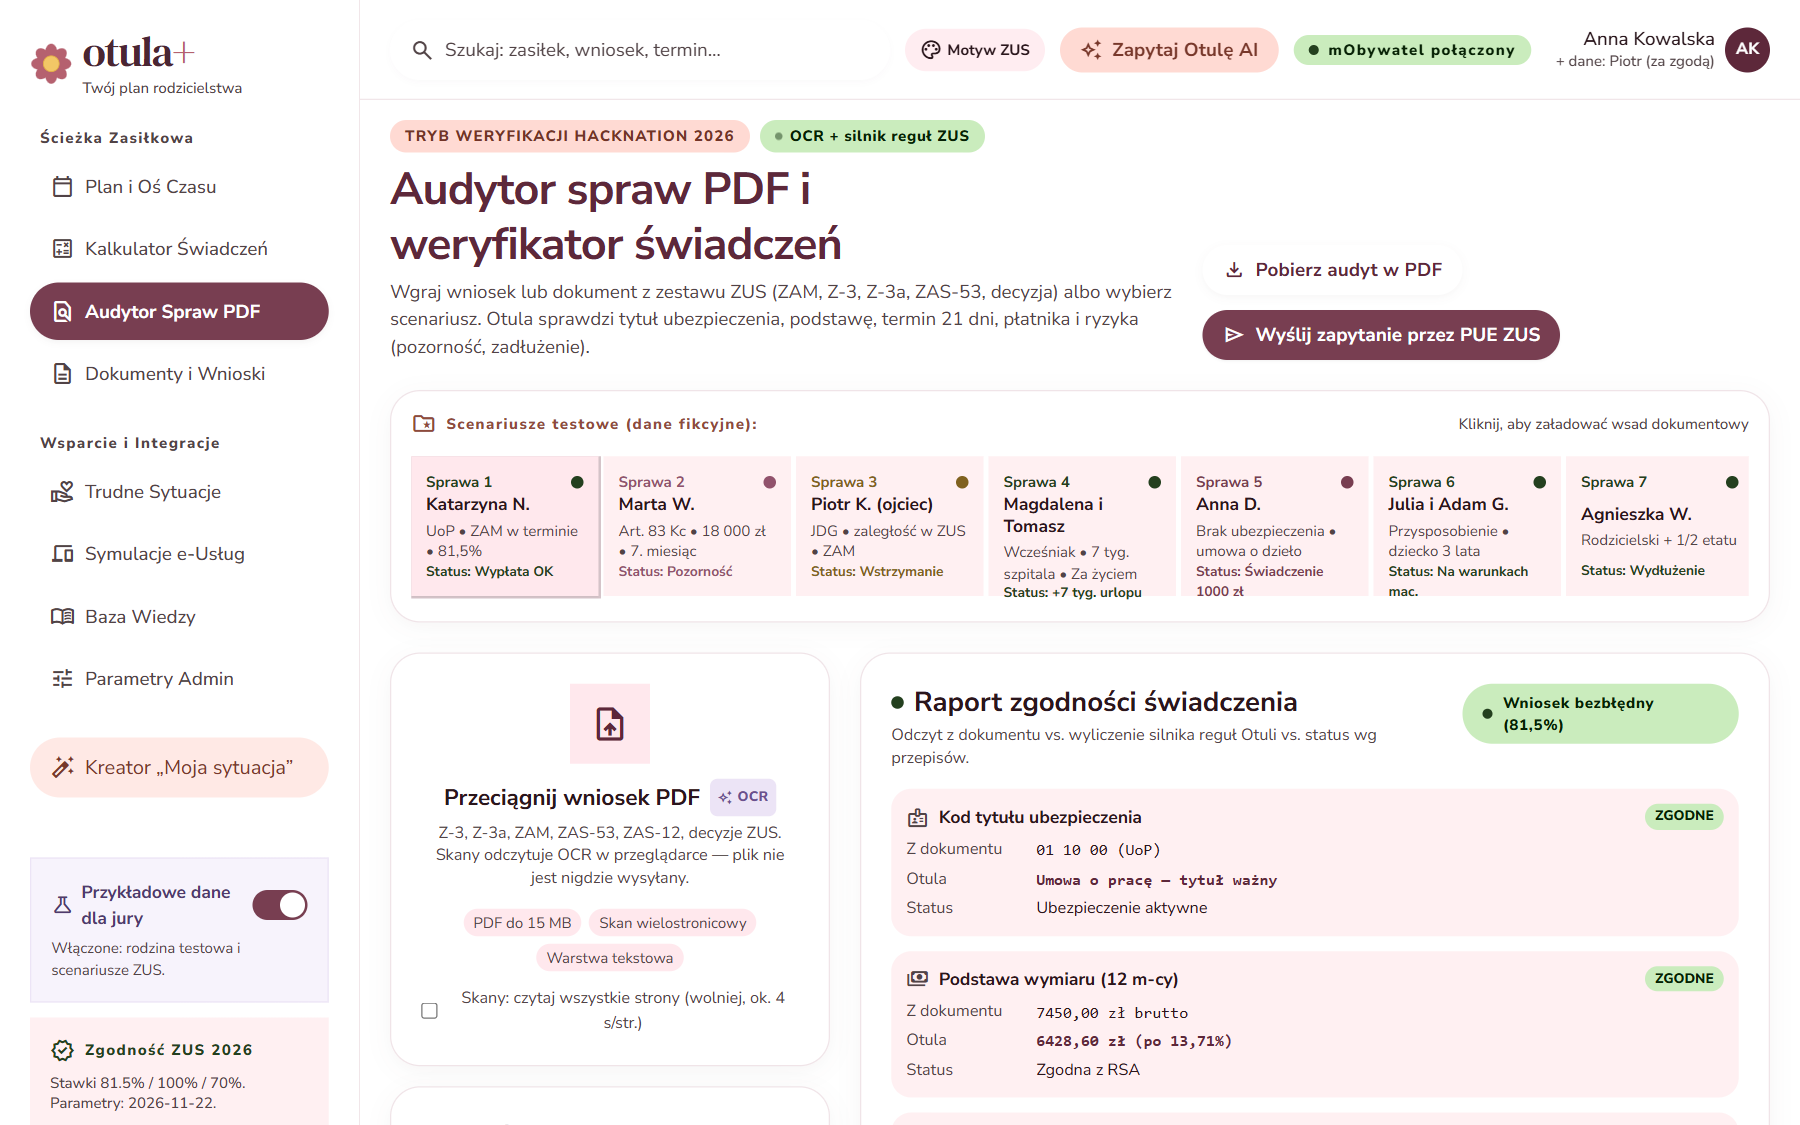 otula+
Twój plan rodzicielstwa
Ścieżka Zasiłkowa
Plan i Oś Czasu
Kalkulator Świadczeń
Audytor Spraw PDF
Dokumenty i Wnioski
Wsparcie i Integracje
Trudne Sytuacje
Symulacje e-Usług
Baza Wiedzy
Parametry Admin
Kreator „Moja sytuacja”
Przykładowe dane
dla jury
Włączone: rodzina testowa i
scenariusze ZUS.
Zgodność ZUS 2026
Stawki 81.5% / 100% / 70%.
Parametry: 2026-11-22.
Szukaj: zasiłek, wniosek, termin...
Motyw ZUS
Zapytaj Otulę AI
mObywatel połączony
Anna Kowalska
+ dane: Piotr (za zgodą)
AK
TRYB WERYFIKACJI HACKNATION 2026
OCR + silnik reguł ZUS
Audytor spraw PDF i
weryfikator świadczeń
Wgraj wniosek lub dokument z zestawu ZUS (ZAM, Z-3, Z-3a, ZAS-53, decyzja) albo wybierz
scenariusz. Otula sprawdzi tytuł ubezpieczenia, podstawę, termin 21 dni, płatnika i ryzyka
(pozorność, zadłużenie).
Pobierz audyt w PDF
Wyślij zapytanie przez PUE ZUS
Scenariusze testowe (dane fikcyjne):
Kliknij, aby załadować wsad dokumentowy
Sprawa 1
Katarzyna N.
UoP • ZAM w terminie
• 81,5%
Status: Wypłata OK
Sprawa 2
Marta W.
Art. 83 Kc • 18 000 zł
• 7. miesiąc
Status: Pozorność
Sprawa 3
Piotr K. (ojciec)
JDG • zaległość w ZUS
• ZAM
Status: Wstrzymanie
Sprawa 4
Magdalena i
Tomasz
Wcześniak • 7 tyg.
szpitala • Za życiem
Status: +7 tyg. urlopu
Sprawa 5
Anna D.
Brak ubezpieczenia •
umowa o dzieło
Status: Świadczenie
1000 zł
Sprawa 6
Julia i Adam G.
Przysposobienie •
dziecko 3 lata
Status: Na warunkach
mac.
Sprawa 7
Agnieszka W.
Rodzicielski + 1/2 etatu
Status: Wydłużenie
Przeciągnij wniosek PDF
OCR
Z-3, Z-3a, ZAM, ZAS-53, ZAS-12, decyzje ZUS.
Skany odczytuje OCR w przeglądarce — plik nie
jest nigdzie wysyłany.
PDF do 15 MB
Skan wielostronicowy
Warstwa tekstowa
Skany: czytaj wszystkie strony (wolniej, ok. 4
s/str.)
Raport zgodności świadczenia
Odczyt z dokumentu vs. wyliczenie silnika reguł Otuli vs. status wg
przepisów.
Wniosek bezbłędny
(81,5%)
Kod tytułu ubezpieczenia
ZGODNE
Z dokumentu 01 10 00 (UoP)
Otula Umowa o pracę — tytuł ważny
Status Ubezpieczenie aktywne
Podstawa wymiaru (12 m-cy)
ZGODNE
Z dokumentu 7450,00 zł brutto
Otula 6428,60 zł (po 13,71%)
Status Zgodna z RSA